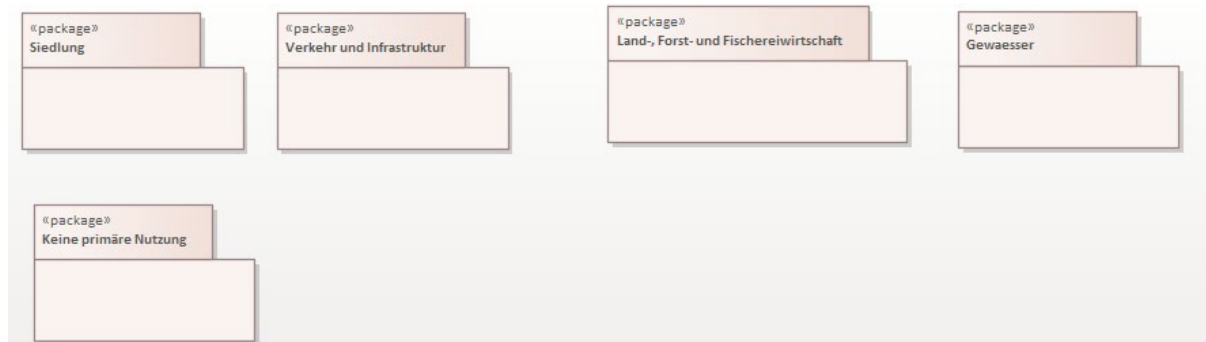 «package»
Siedlung
«package»
Verkehr und Infrastruktur
«package»
Land-, Forst- und Fischereiwirtschaft
«package»
Gewaesser
«package»
Keine primäre Nutzung